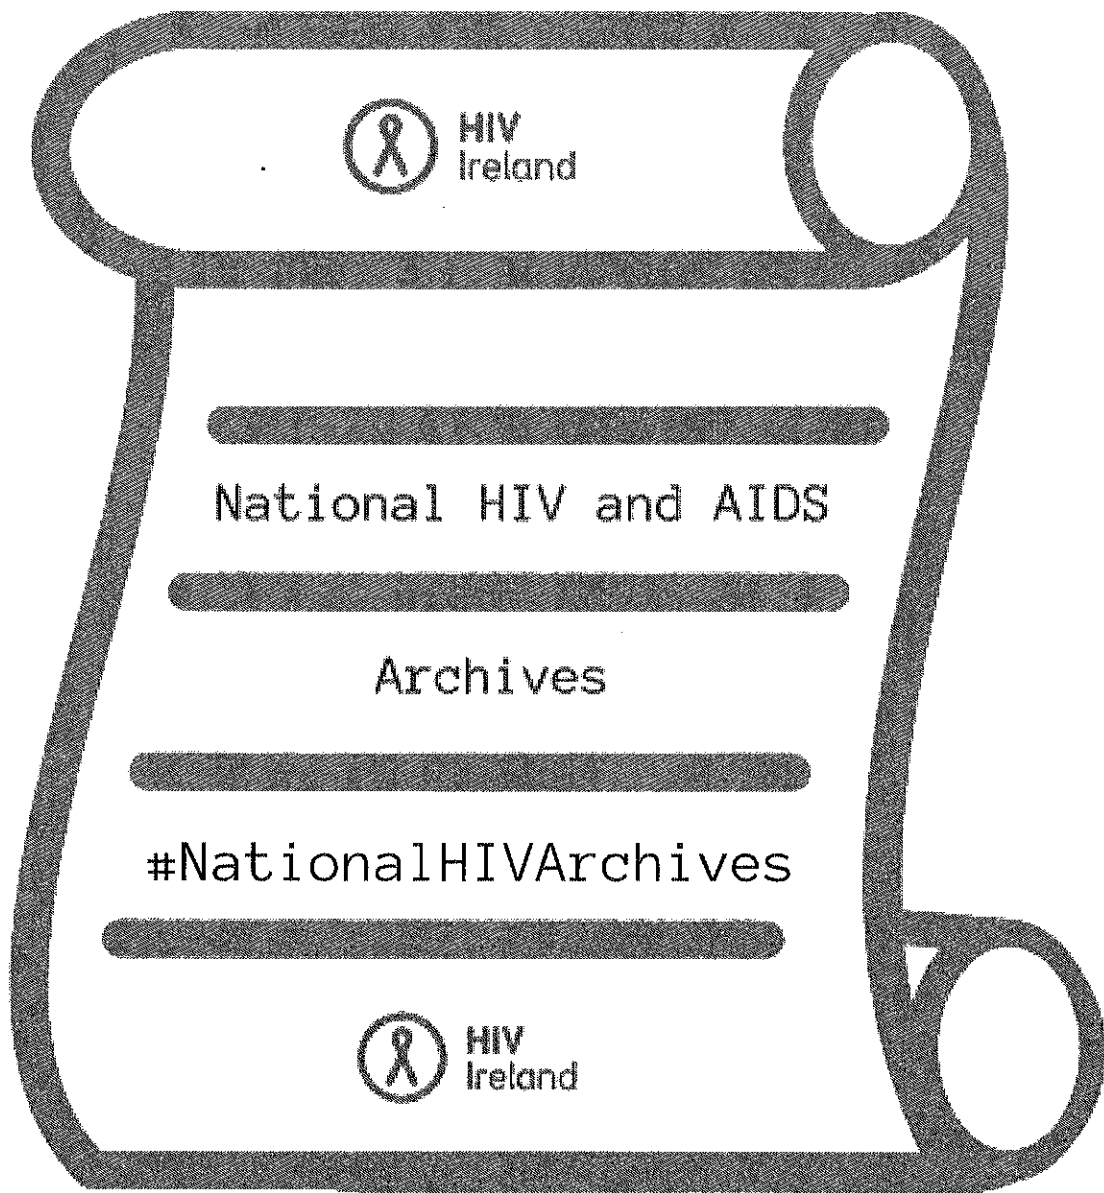 HIV
Ireland
National HIV and AIDS
Archives
#NationalHIVArchives
HIV
Ireland